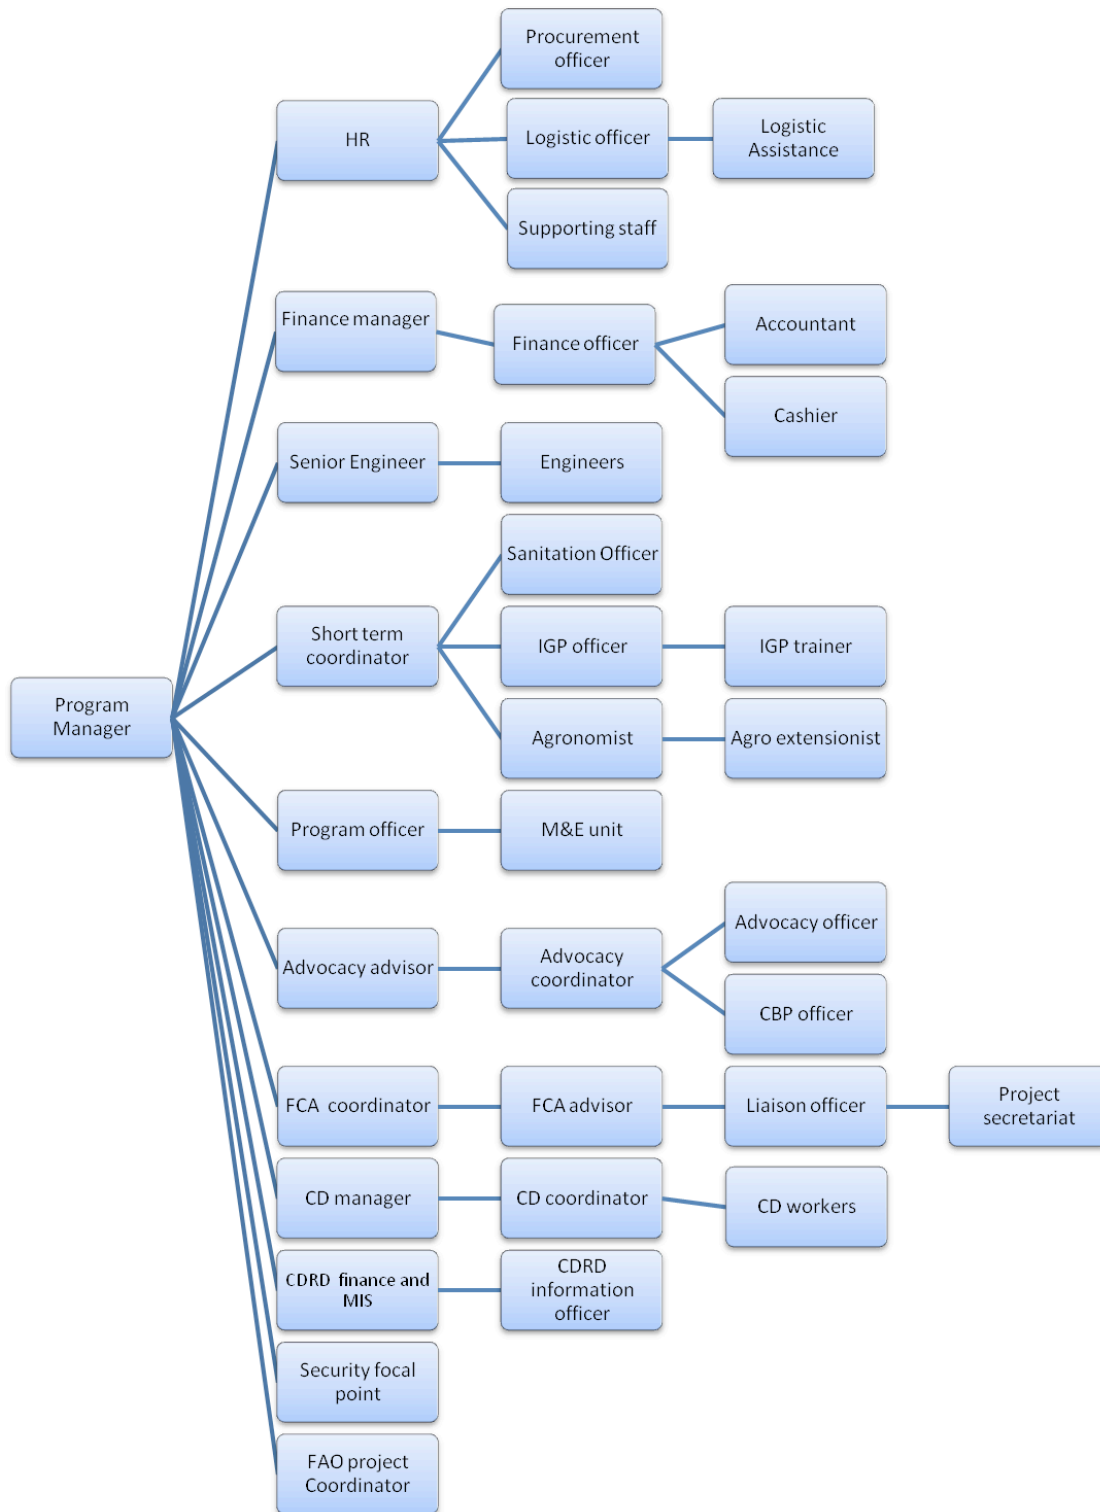 Procurement
officer
HR
Logistic officer
Logistic
Assistance
Supporting staff
Finance manager
Finance officer
Accountant
Cashier
Senior Engineer
Engineers
Sanitation Officer
Short term
coordinator
IGP officer
IGP trainer
Program
Manager
Agronomist
Agro extensionist
Program officer
M&E unit
Advocacy advisor
Advocacy
coordinator
Advocacy officer
CBP officer
FCA coordinator
FCA advisor
Liaison officer
Project
secretariat
CD manager
CD coordinator
CD workers
CDRD finance and
MIS
CDRD
information
officer
Security focal
point
FAO project
Coordinator